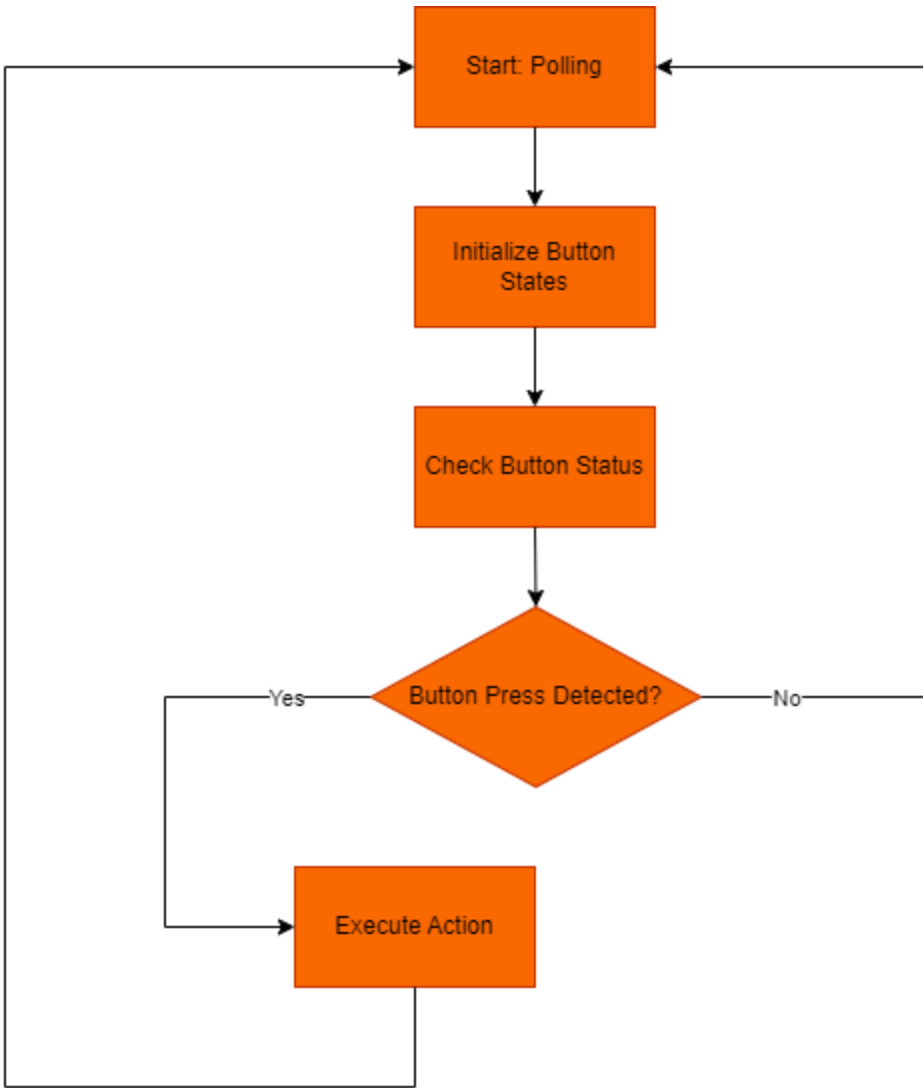 Start: Polling
Initialize Button
States
Check Button Status
Button Press Detected?
Yes
No
Execute Action